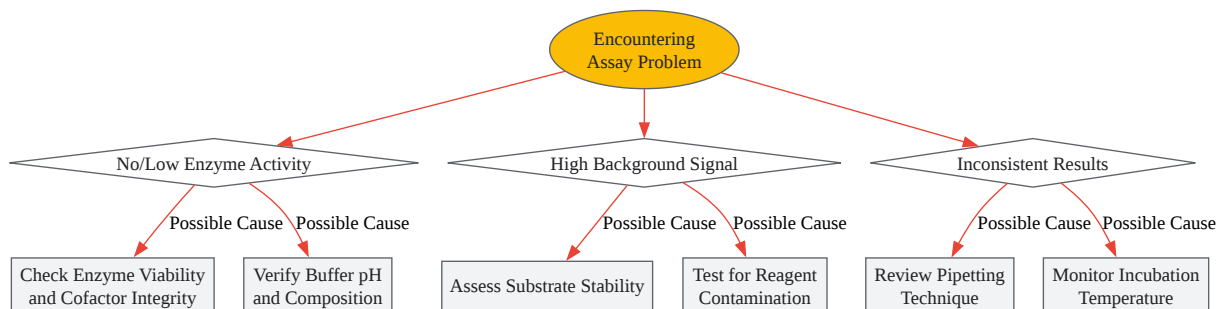 Encountering
Assay Problem
No/Low Enzyme Activity
High Background Signal
Inconsistent Results
Possible Cause
Possible Cause
Possible Cause
Possible Cause
Possible Cause
Possible Cause
Check Enzyme Viability
and Cofactor Integrity
Verify Buffer pH
and Composition
Assess Substrate Stability
Test for Reagent
Contamination
Review Pipetting
Technique
Monitor Incubation
Temperature